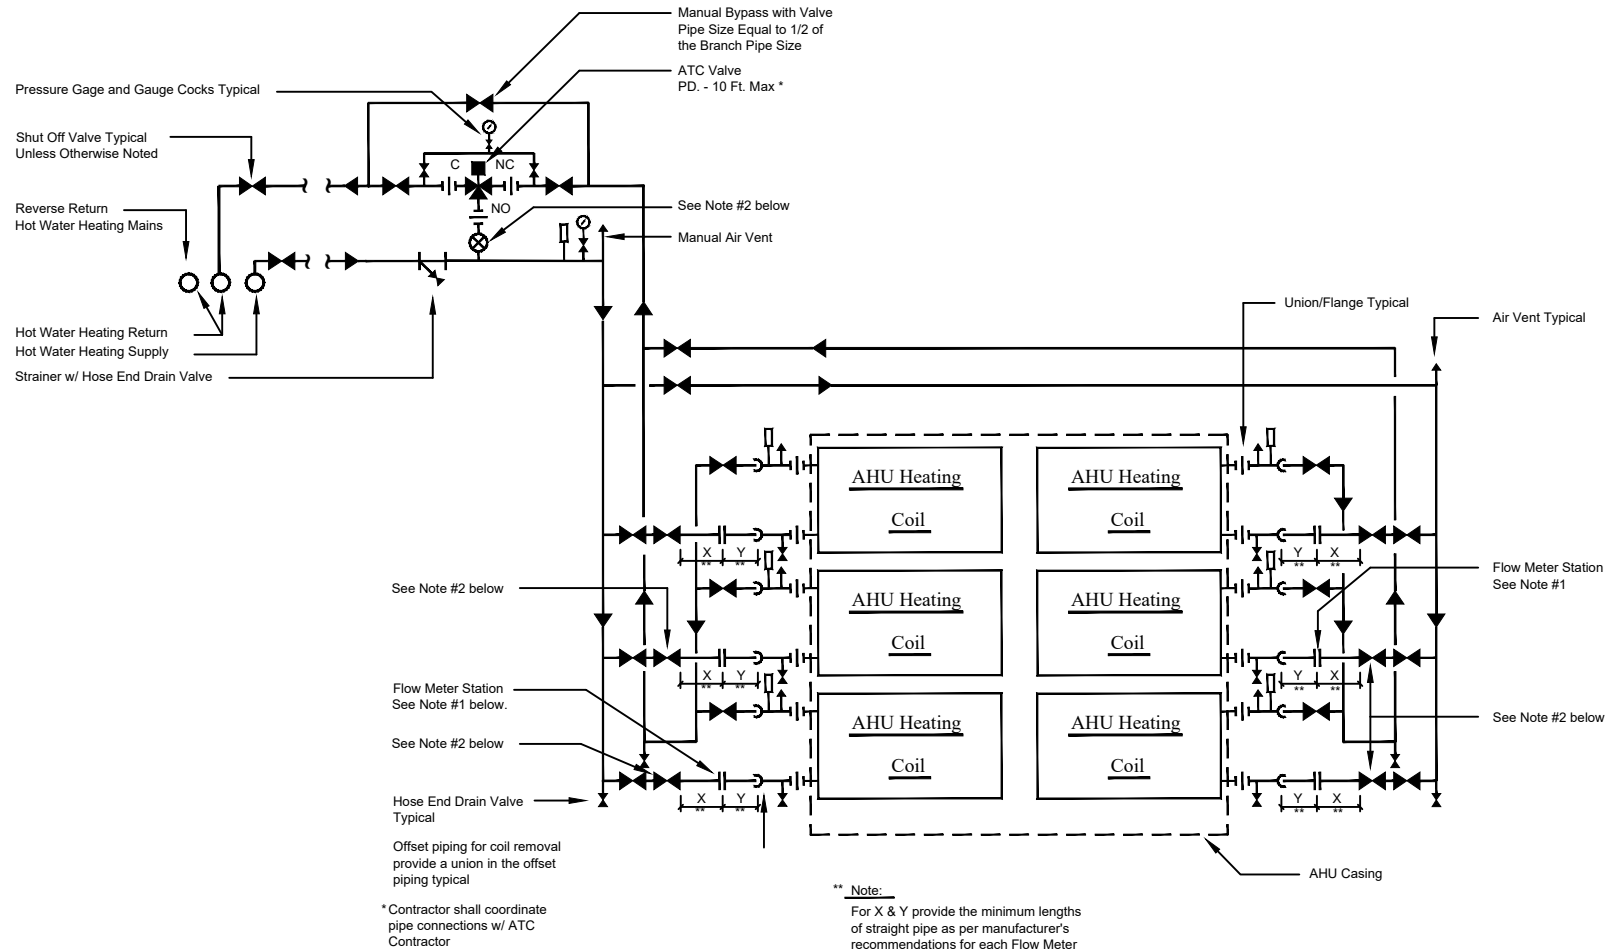 Manual Bypass with Valve
Pipe Size Equal to 1/2 of
the Branch Pipe Size
ATC Valve
PD. - 10 Ft. Max *
Pressure Gage and Gauge Cocks Typical
Shut Off Valve Typical
Unless Otherwise Noted
C
NC
NO
Reverse Return
Hot Water Heating Mains
See Note #2 below
Manual Air Vent
Hot Water Heating Return
Hot Water Heating Supply
Strainer w/ Hose End Drain Valve
Union/Flange Typical
Air Vent Typical
AHU Heating
Coil
AHU Heating
Coil
X
**
Y
**
Y
**
X
**
See Note #2 below
AHU Heating
Coil
AHU Heating
Coil
Flow Meter Station
See Note #1
X
**
Y
**
Y
**
X
**
Flow Meter Station
See Note #1 below.
See Note #2 below
AHU Heating
Coil
AHU Heating
Coil
See Note #2 below
X
**
Y
**
Y
**
X
**
Hose End Drain Valve
Typical
Offset piping for coil removal
provide a union in the offset
piping typical
AHU Casing
* Contractor shall coordinate
pipe connections w/ ATC
Contractor
** Note:
For X & Y provide the minimum lengths
of straight pipe as per manufacturer's
recommendations for each Flow Meter